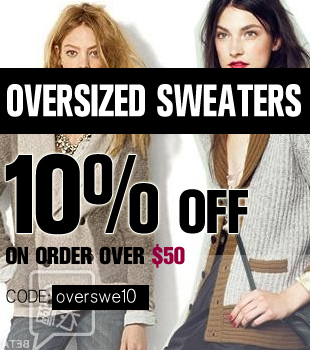 OVERSIZED SWEATERS
10% OFF
ON ORDER OVER $50
CODE: overswe10